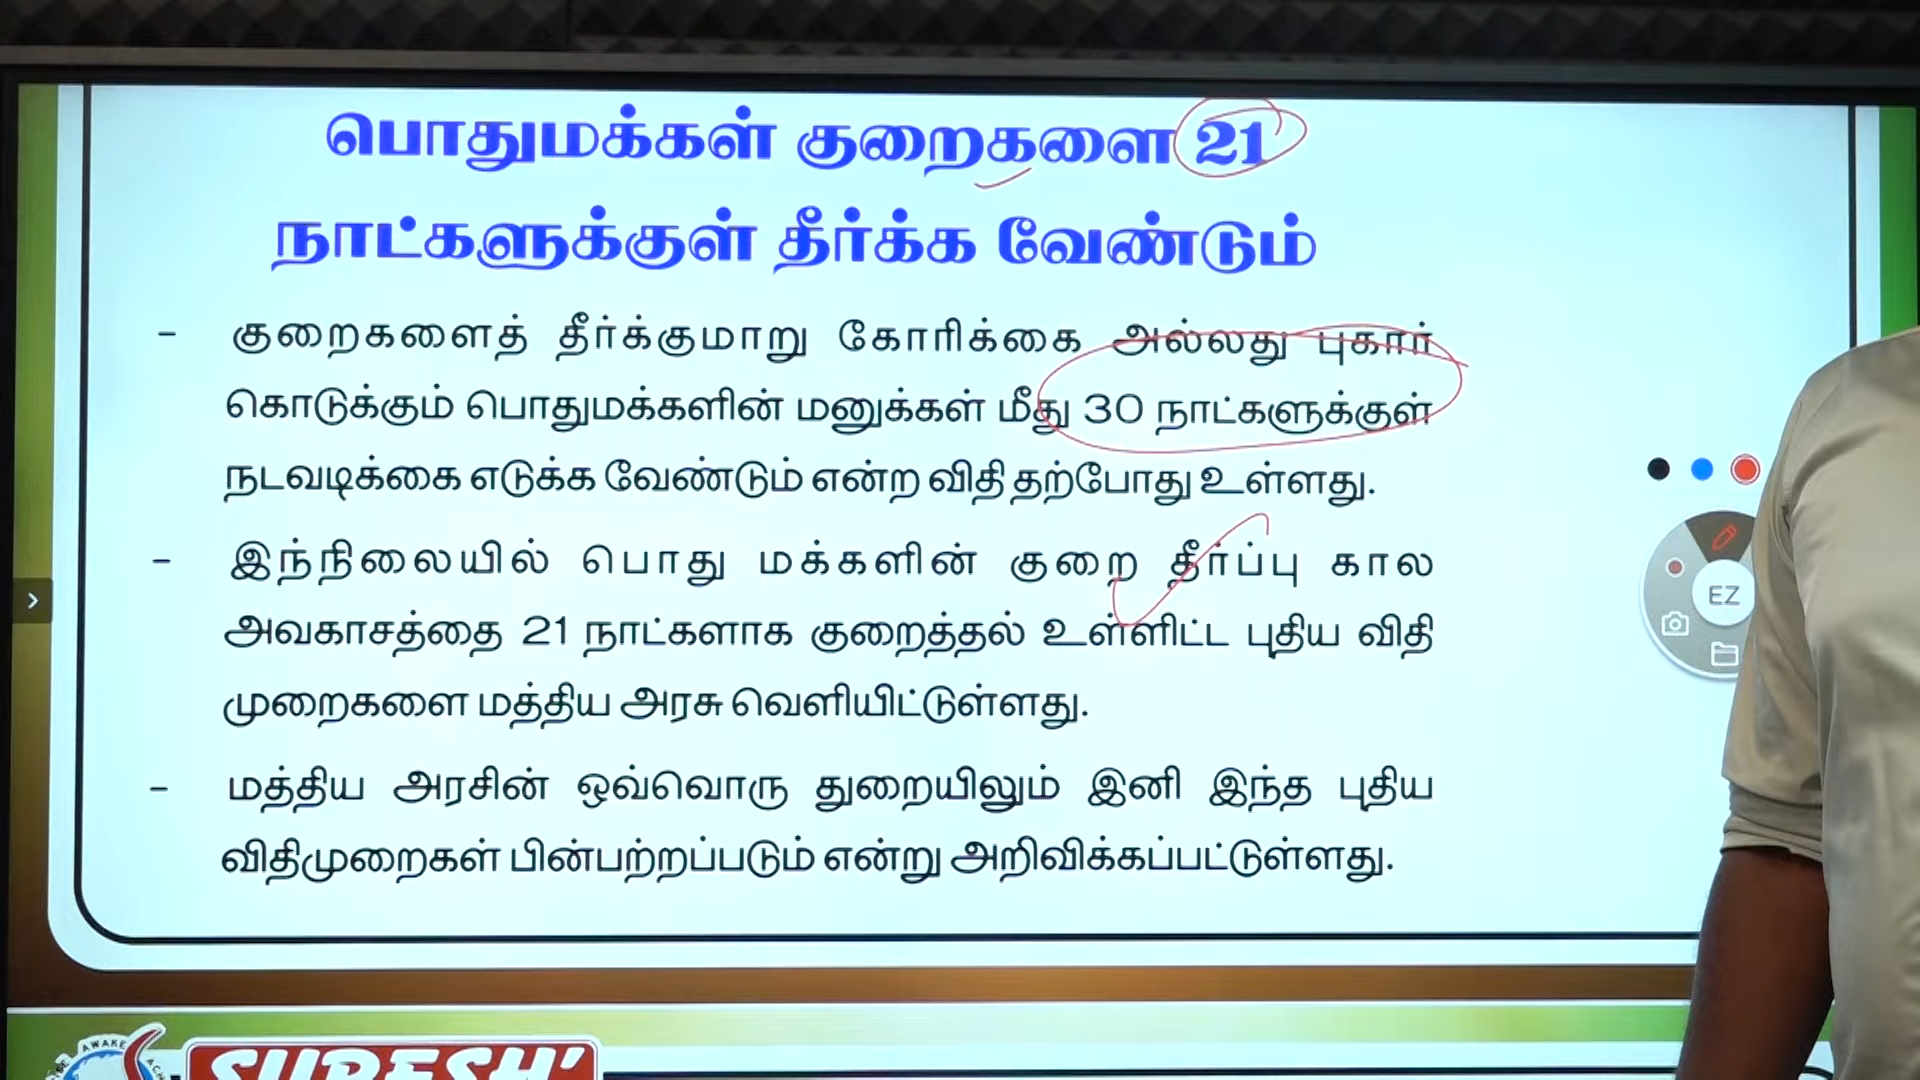 பொதுமக்கள் குறைகளை 21
நாட்களுக்குள் தீர்க்க வேண்டும்
- குறைகளைத் தீர்க்குமாறு கோரிக்கை அல்லது புகார்
கொடுக்கும் பொதுமக்களின் மனுக்கள் மீது 30 நாட்களுக்குள்
நடவடிக்கை எடுக்க வேண்டும் என்ற விதி தற்போது உள்ளது.
- இந்நிலையில் பொது மக்களின் குறை தீர்ப்பு கால
அவகாசத்தை 21 நாட்களாக குறைத்தல் உள்ளிட்ட புதிய விதி
முறைகளை மத்திய அரசு வெளியிட்டுள்ளது.
- மத்திய அரசின் ஒவ்வொரு துறையிலும் இனி இந்த புதிய
விதிமுறைகள் பின்பற்றப்படும் என்று அறிவிக்கப்பட்டுள்ளது.
EZ
AWAKE
SURESH'